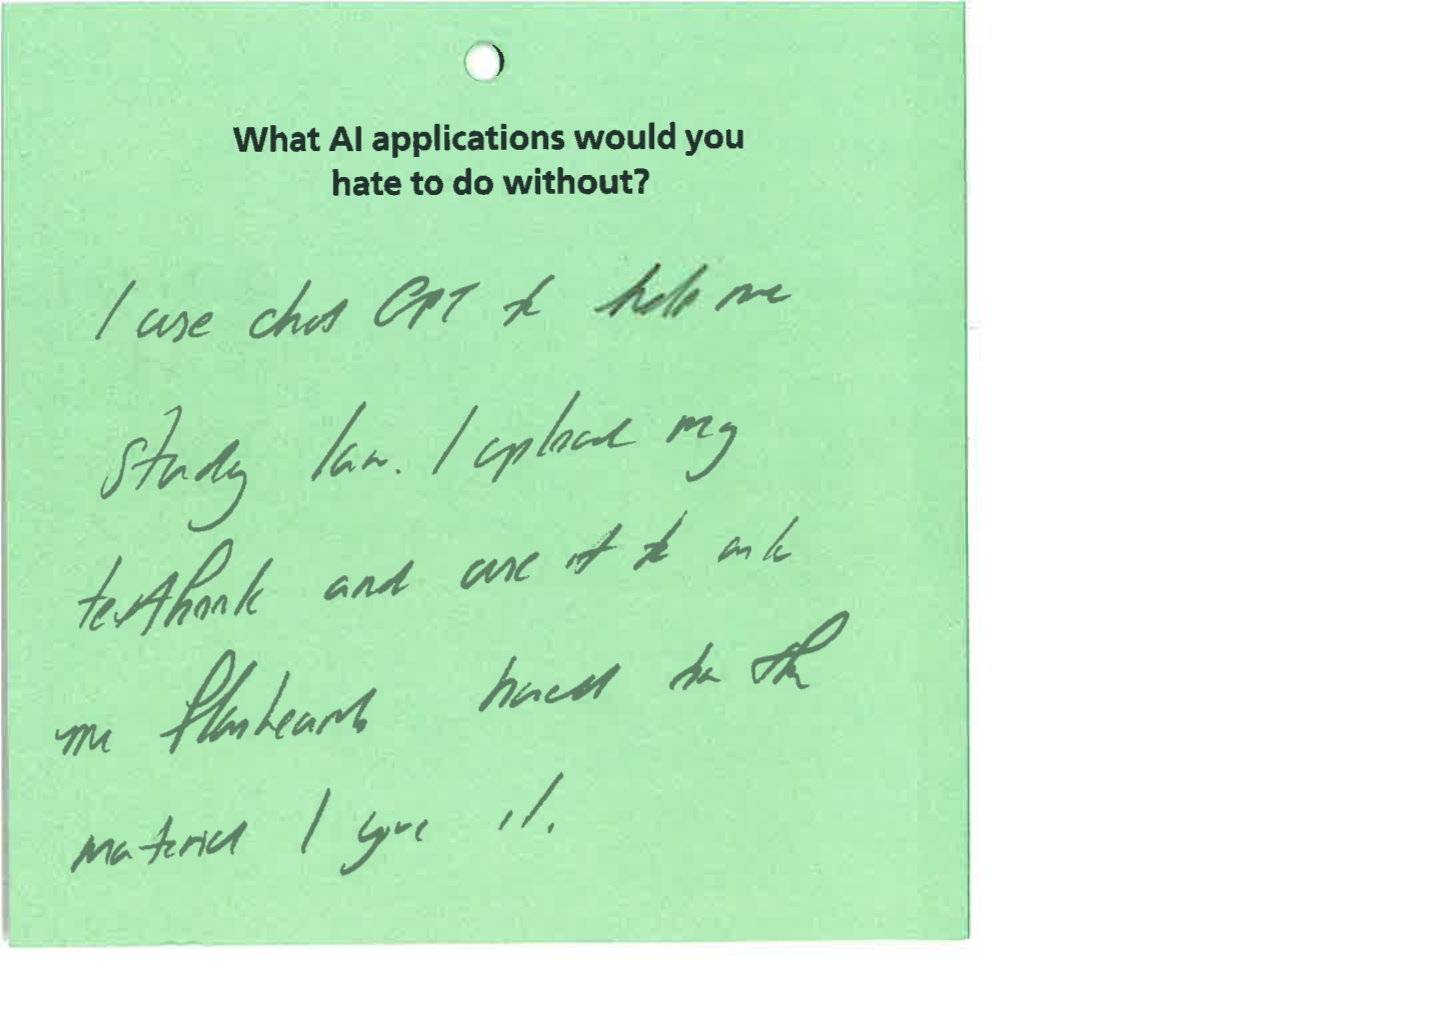 What AI applications would you
hate to do without?
I use chat GPT to help me
study law. I upload my
textbook and use it to ask
me flashcards based on the
material I give it.